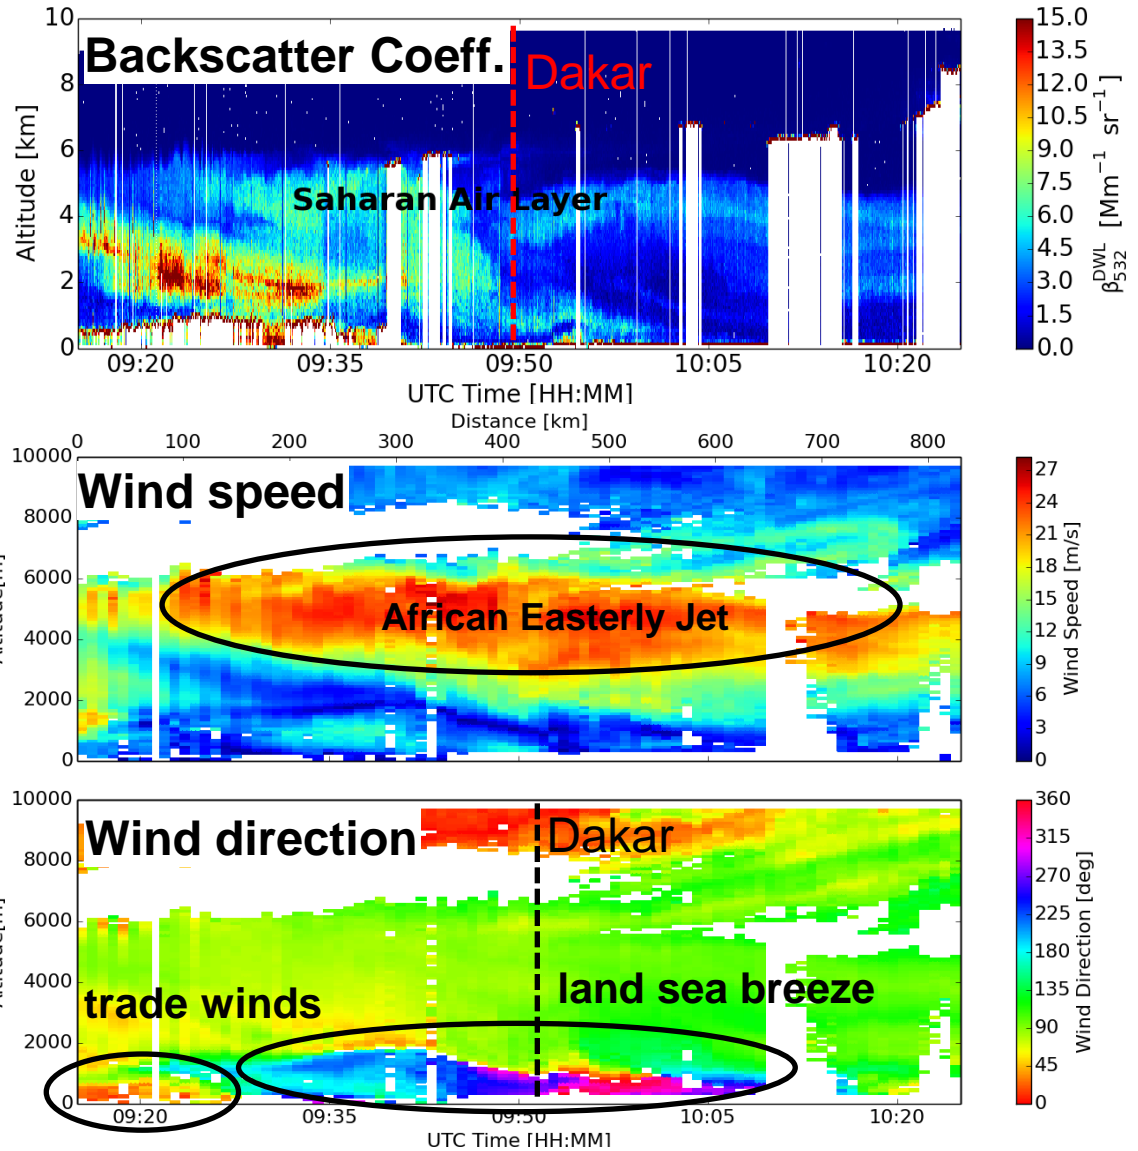 Backscatter Coeff.
Dakar
Saharan Air Layer
Altitude [km]
10
8
6
4
2
0
09:20 09:35 09:50 10:05 10:20
UTC Time [HH:MM]
15.0
13.5
12.0
10.5
9.0
7.5
6.0
4.5
3.0
1.5
0.0
β532DWL [Mm−1 sr−1]
Distance [km]
0 100 200 300 400 500 600 700 800
Wind speed
African Easterly Jet
10000
8000
6000
4000
2000
0
27
24
21
18
15
12
9
6
3
0
Wind Speed [m/s]
Wind direction
Dakar
trade winds
land sea breeze
10000
8000
6000
4000
2000
0
09:20 09:35 09:50 10:05 10:20
UTC Time [HH:MM]
360
315
270
225
180
135
90
45
0
Wind Direction [deg]